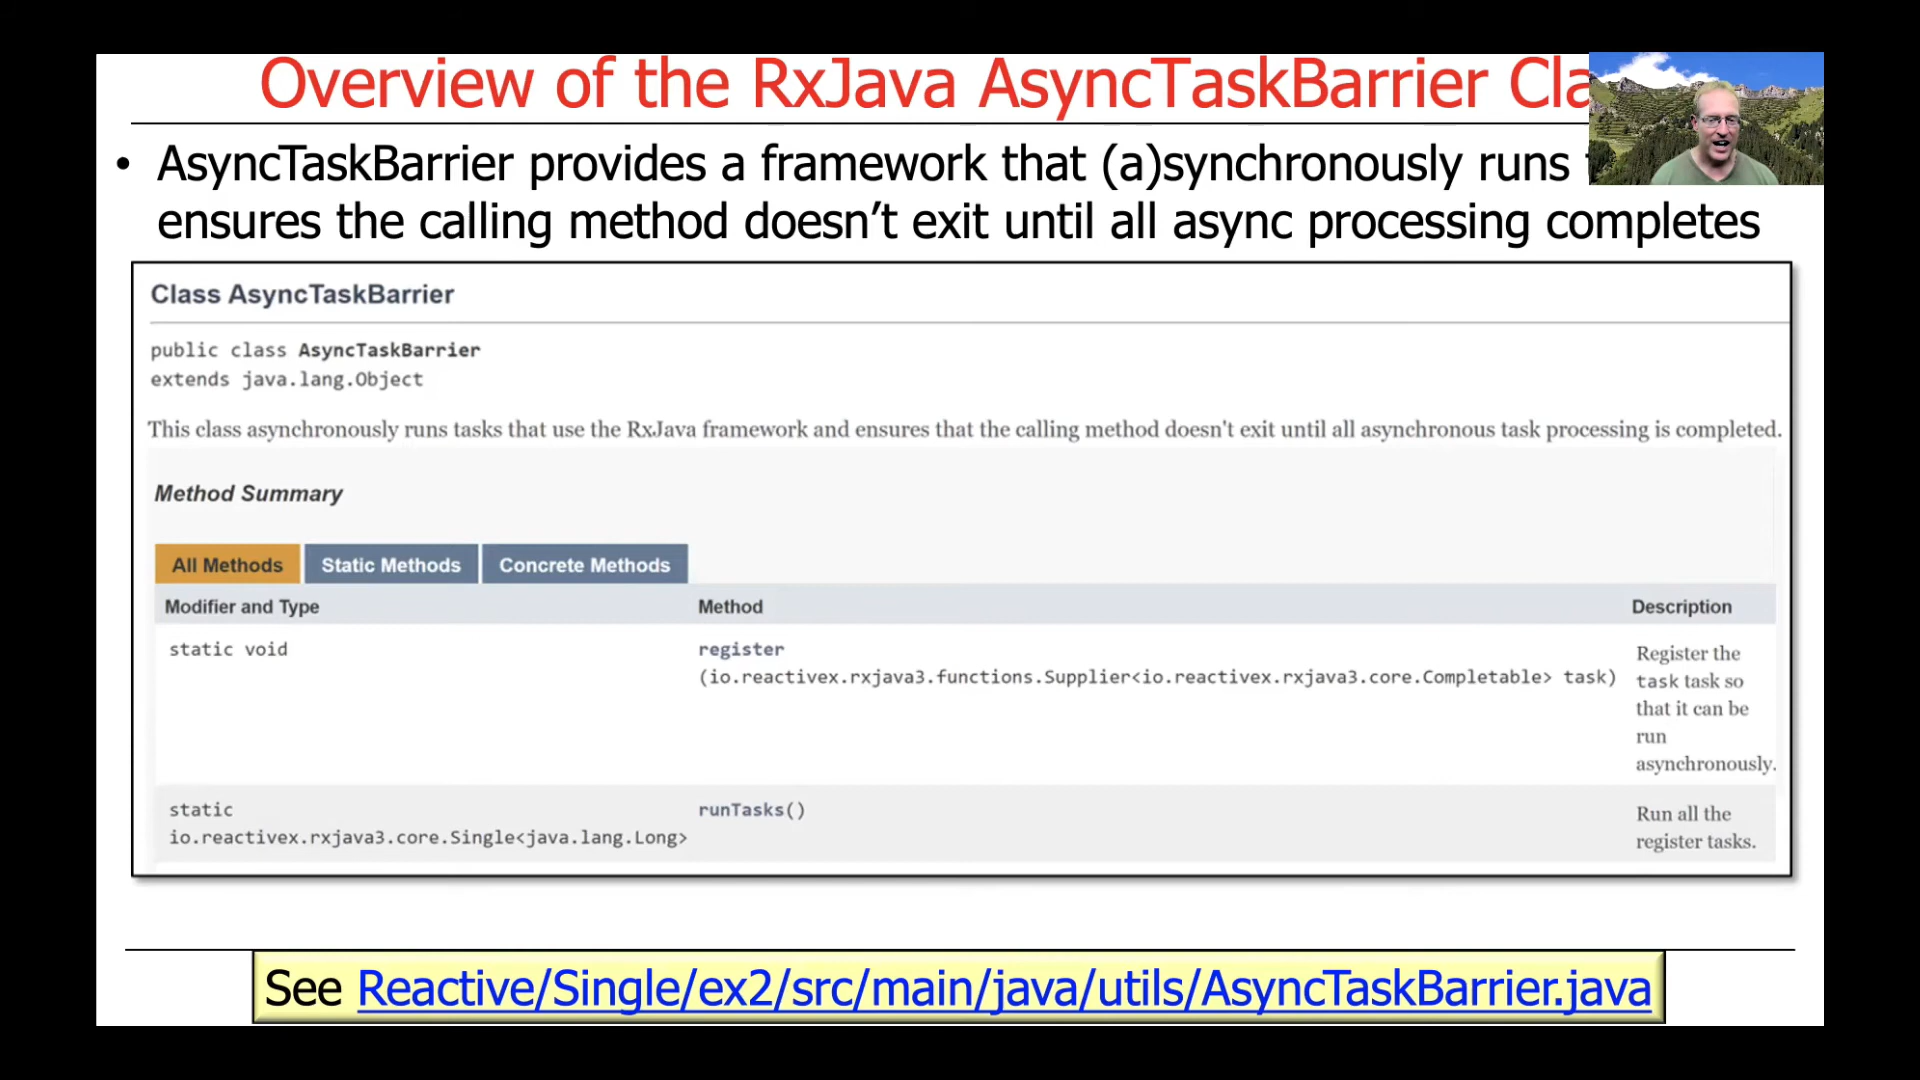 Overview of the RxJava AsyncTaskBarrier
• AsyncTaskBarrier provides a framework that (a)synchronously runs
ensures the calling method doesn’t exit until all async processing completes
Class AsyncTaskBarrier
public class AsyncTaskBarrier
extends java.lang.Object
This class asynchronously runs tasks that use the RxJava framework and ensures that the calling method doesn't exit until all asynchronous task processing is completed.
Method Summary
All Methods Static Methods Concrete Methods
Modifier and Type Method Description
static void register Register the
(io.reactivex.rxjava3.functions.Supplier<io.reactivex.rxjava3.core.Completable> task) task task so
that it can be
run
asynchronously.
static runTasks() Run all the
io.reactivex.rxjava3.core.Single<java.lang.Long> register tasks.
See Reactive/Single/ex2/src/main/java/utils/AsyncTaskBarrier.java